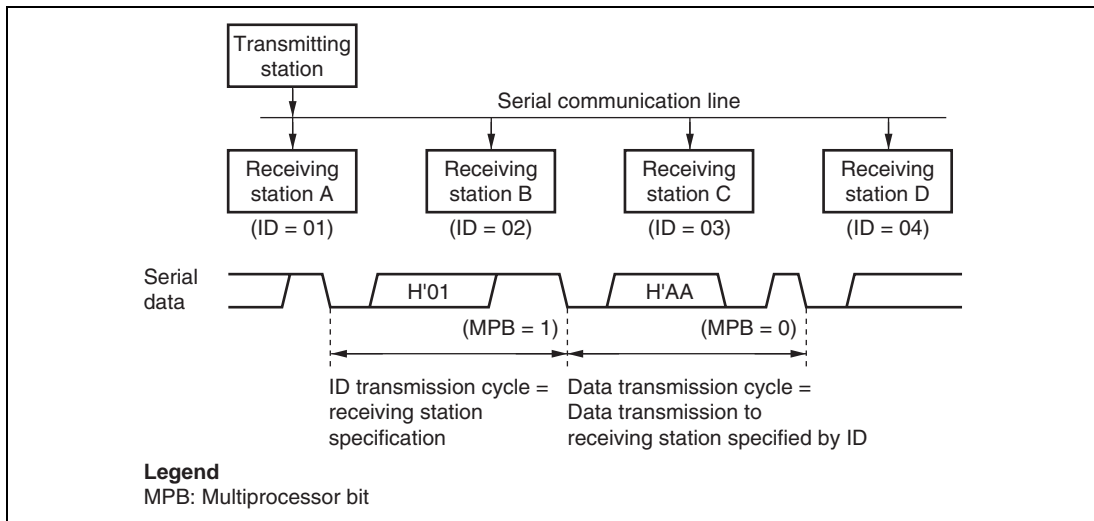 Transmitting
station
Serial communication line
Receiving
station A
(ID = 01)
Receiving
station B
(ID = 02)
Receiving
station C
(ID = 03)
Receiving
station D
(ID = 04)
Serial
data
H'01
H'AA
(MPB = 1)
(MPB = 0)
ID transmission cycle =
receiving station
specification
Data transmission cycle =
Data transmission to
receiving station specified by ID
Legend
MPB: Multiprocessor bit